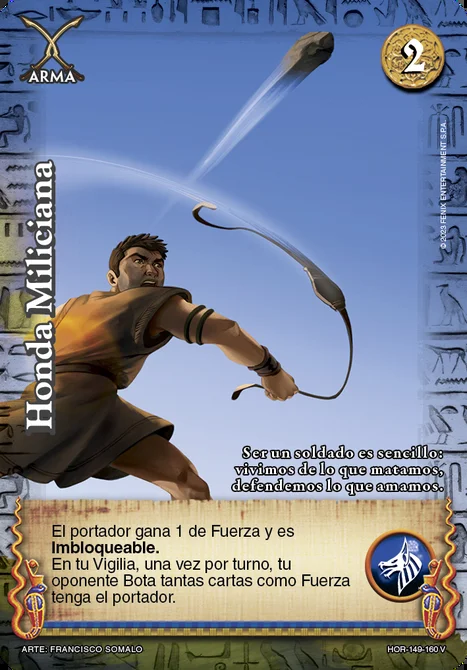 ARMA
2
Honda Miliciana
© 2023 FENIX ENTERTAINMENT S.P.A.
Ser un soldado es sencillo:
vivimos de lo que matamos,
defendemos lo que amamos.
El portador gana 1 de Fuerza y es
Imbloqueable.
En tu Vigilia, una vez por turno, tu
oponente Bota tantas cartas como Fuerza
tenga el portador.
ARTE: FRANCISCO SOMALO
HOR-149-160 V